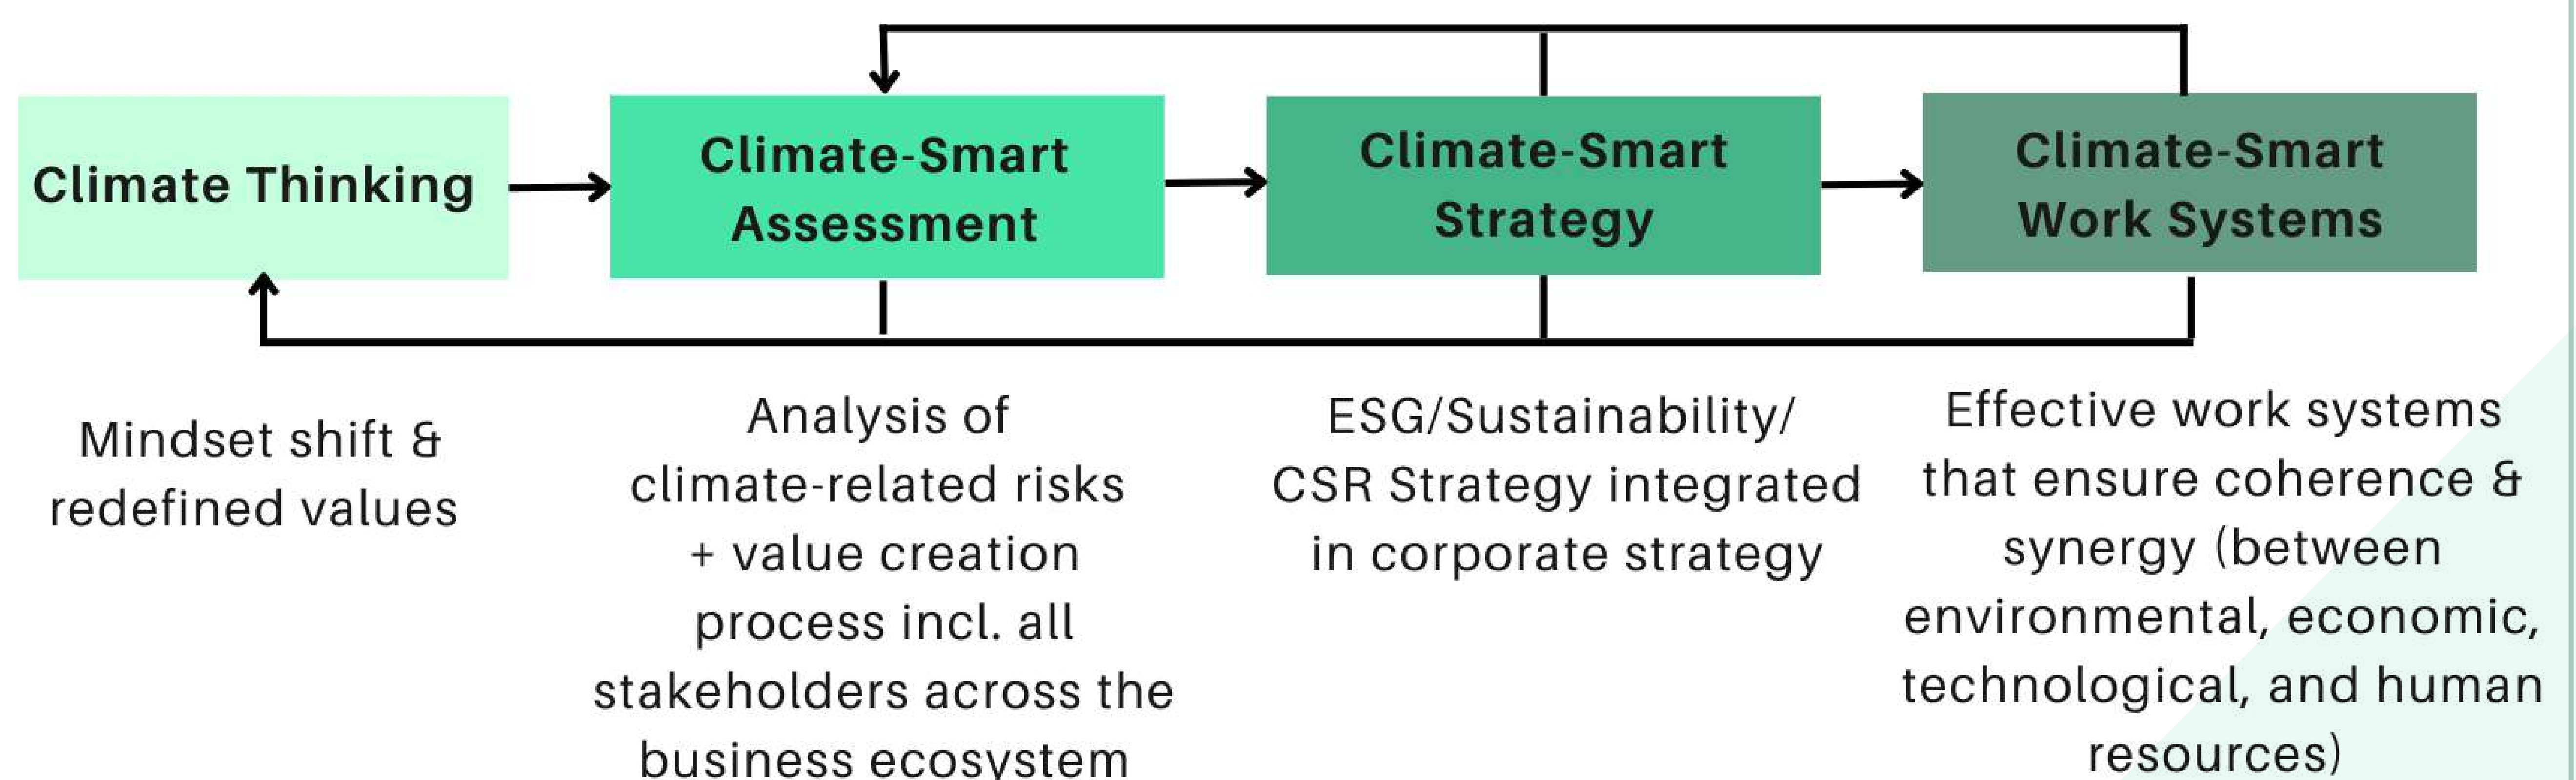 Climate Thinking
Climate-Smart
Assessment
Climate-Smart
Strategy
Climate-Smart
Work Systems
Mindset shift &
redefined values
Analysis of
climate-related risks
+ value creation
process incl. all
stakeholders across the
business ecosystem
ESG/Sustainability/
CSR Strategy integrated
in corporate strategy
Effective work systems
that ensure coherence &
synergy (between
environmental, economic,
technological, and human
resources)